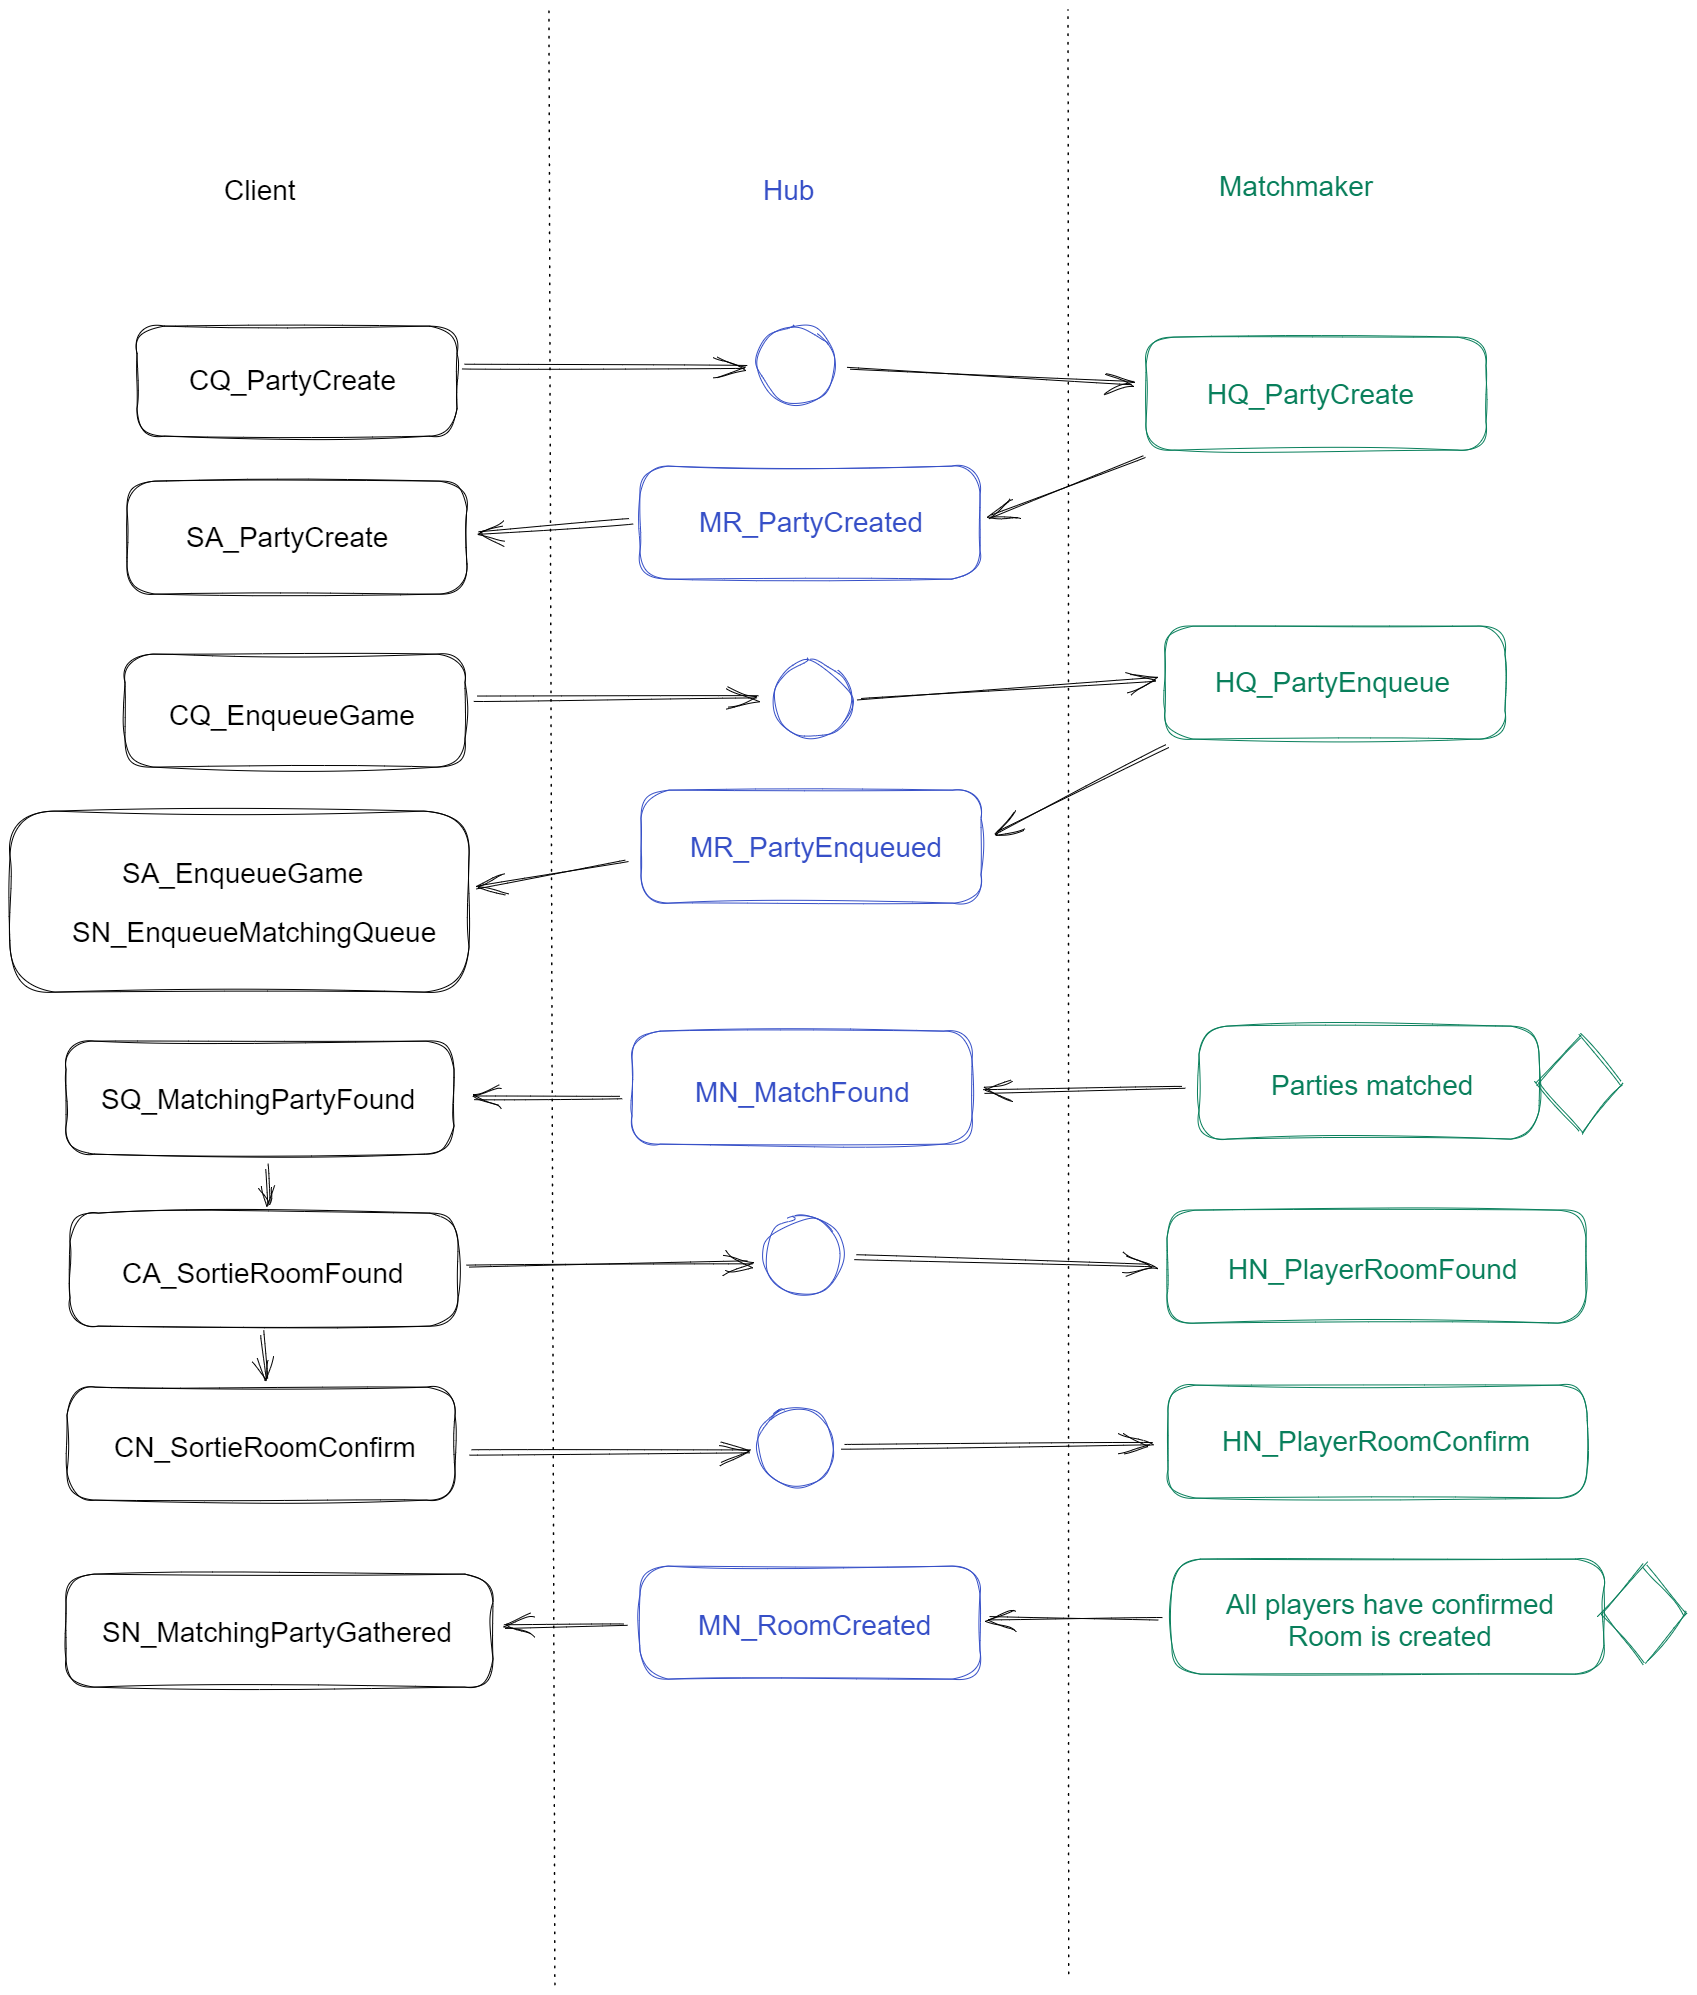 Client
Hub
Matchmaker
CQ_PartyCreate
HQ_PartyCreate
MR_PartyCreated
SA_PartyCreate
CQ_EnqueueGame
HQ_PartyEnqueue
MR_PartyEnqueued
SA_EnqueueGame
SN_EnqueueMatchingQueue
Parties matched
MN_MatchFound
SQ_MatchingPartyFound
CA_SortieRoomFound
HN_PlayerRoomFound
CN_SortieRoomConfirm
HN_PlayerRoomConfirm
All players have confirmed
Room is created
MN_RoomCreated
SN_MatchingPartyGathered